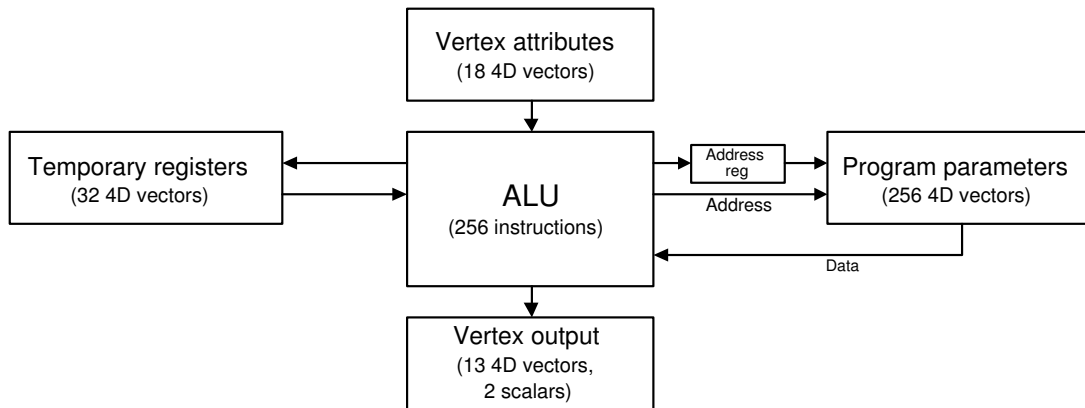 Vertex attributes
(18 4D vectors)
Temporary registers
(32 4D vectors)
ALU
(256 instructions)
Address
reg
Address
Program parameters
(256 4D vectors)
Data
Vertex output
(13 4D vectors,
2 scalars)